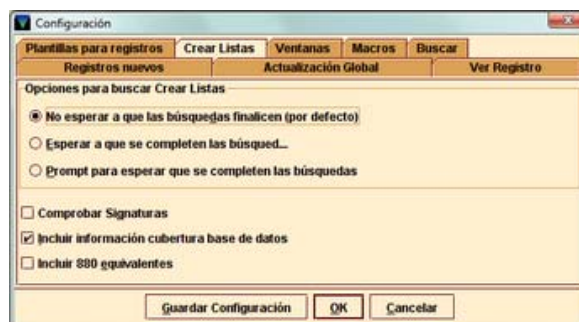 Configuración
Plantillas para registros Crear Listas Ventanas Macros Buscar
Registros nuevos Actualización Global Ver Registro
Opciones para buscar Crear Listas
No esperar a que las búsquedas finalicen (por defecto)
Esperar a que se completen las búsqued...
Prompt para esperar que se completen las búsquedas
Comprobar Signaturas
Incluir información cubertura base de datos
Incluir 880 equivalentes
Guardar Configuración OK Cancelar